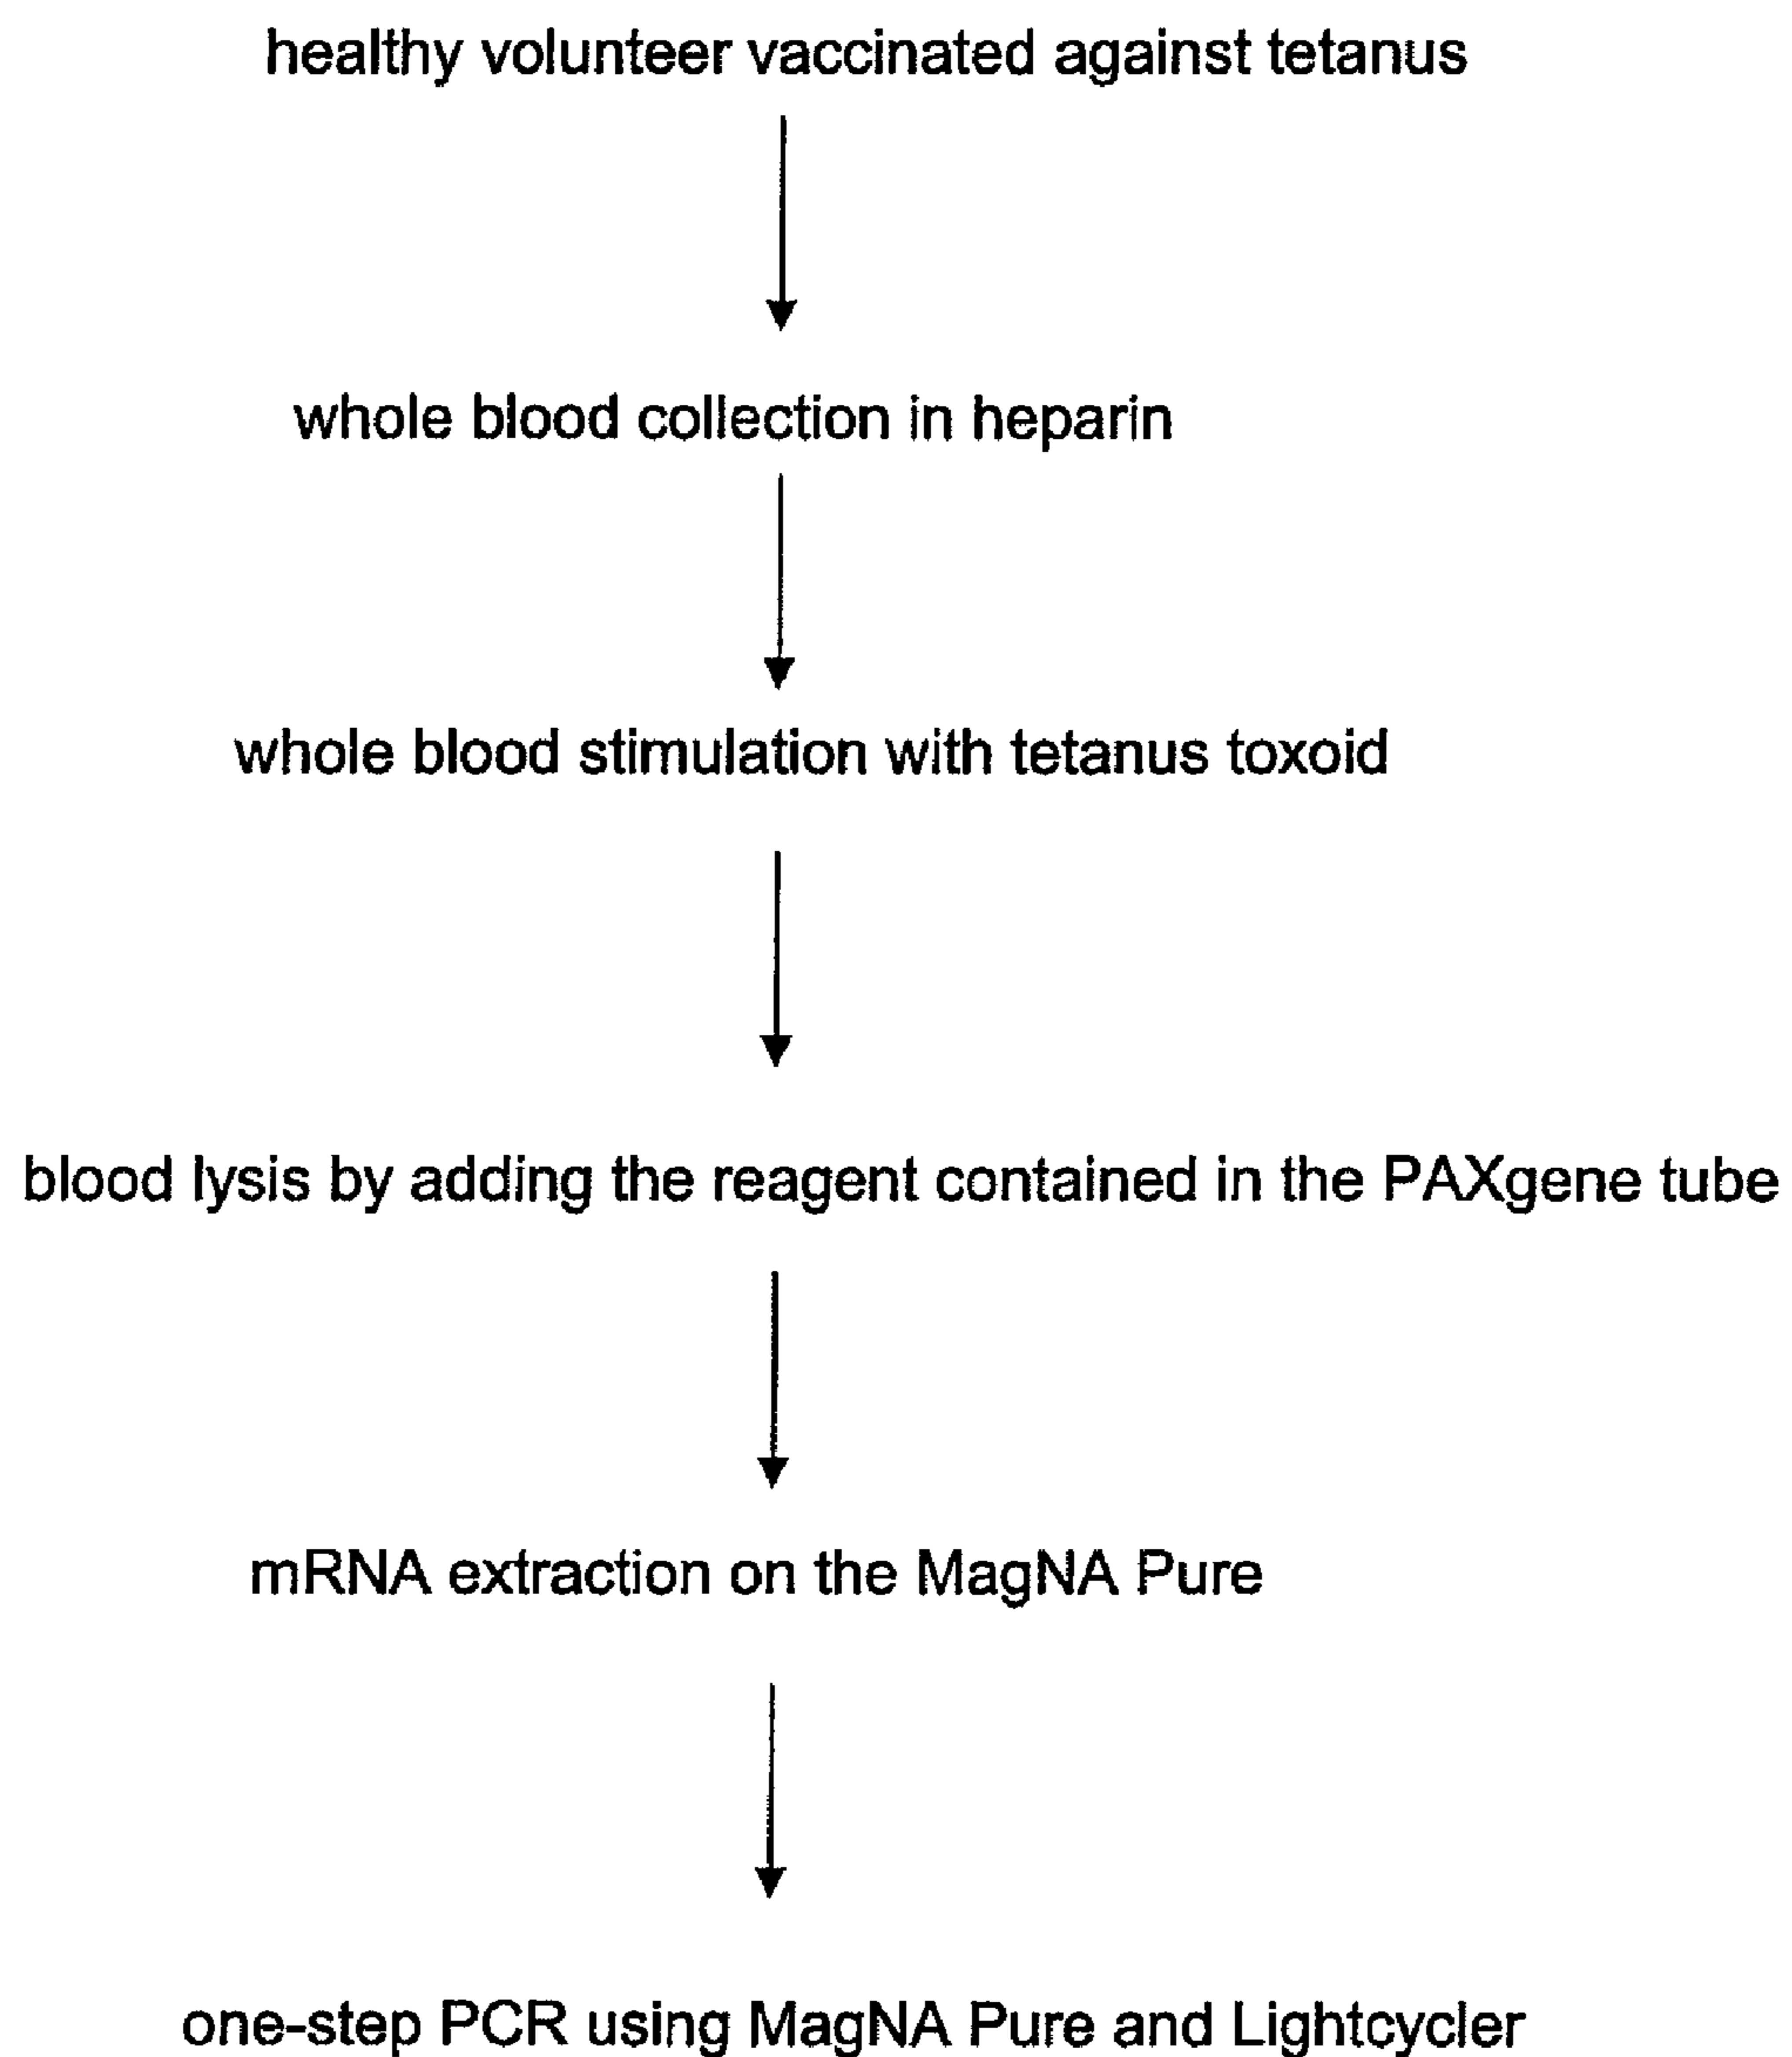 healthy volunteer vaccinated against tetanus
whole blood collection in heparin
whole blood stimulation with tetanus toxoid
blood lysis by adding the reagent contained in the PAXgene tube
mRNA extraction on the MagNA Pure
one-step PCR using MagNA Pure and Lightcycler